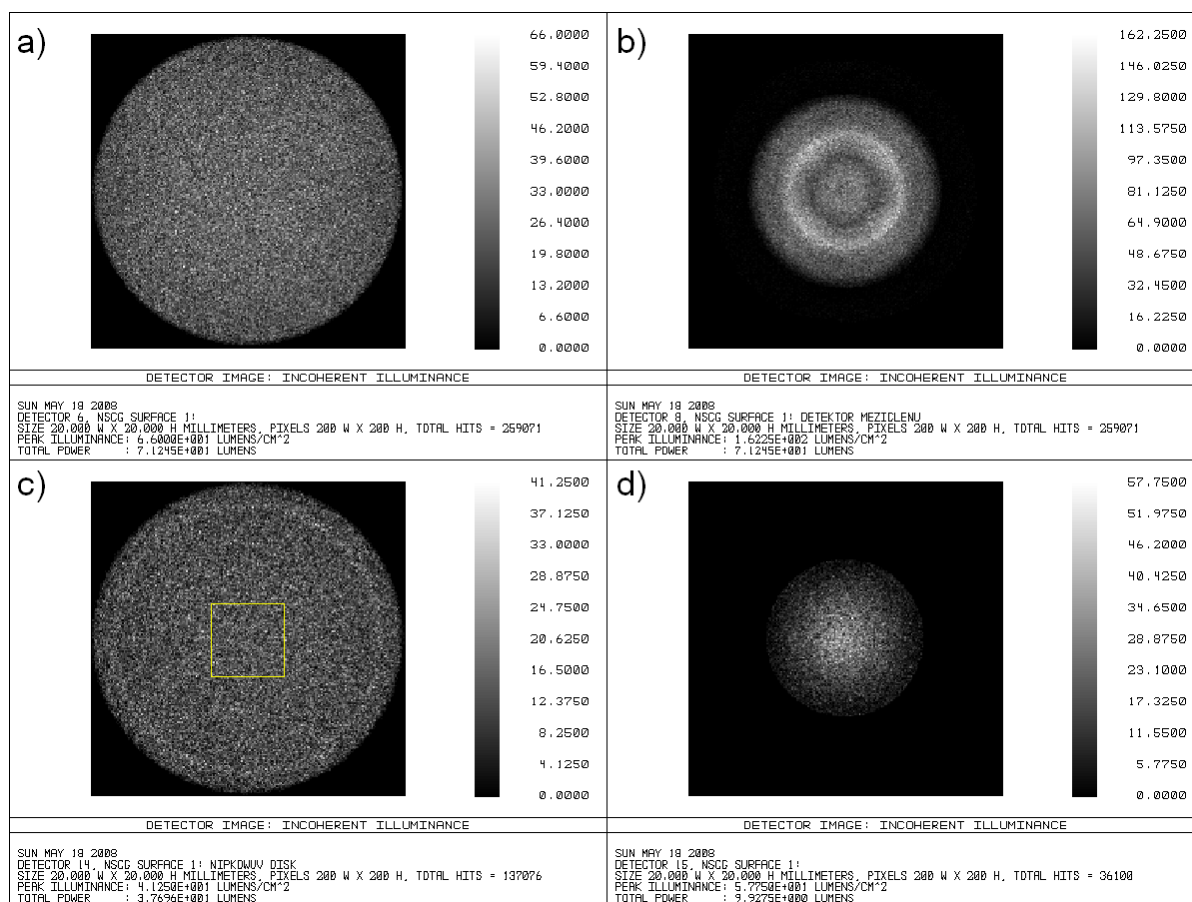 a)
66.0000
59.4000
52.8000
46.2000
39.6000
33.0000
26.4000
19.8000
13.2000
6.6000
0.0000
DETECTOR IMAGE: INCOHERENT ILLUMINANCE
SUN MAY 18 2008
DETECTOR 6, NSCG SURFACE 1:
SIZE 20.000 W X 20.000 H MILLIMETERS, PIXELS 200 W X 200 H, TOTAL HITS = 259071
PEAK ILLUMINANCE: 6.6000E+001 LUMENS/CM^2
TOTAL POWER : 7.1245E+001 LUMENS
b)
162.2500
146.0250
129.8000
113.5750
97.3500
81.1250
64.9000
48.6750
32.4500
16.2250
0.0000
DETECTOR IMAGE: INCOHERENT ILLUMINANCE
SUN MAY 18 2008
DETECTOR 8, NSCG SURFACE 1: DETEKTOR MEZICLENU
SIZE 20.000 W X 20.000 H MILLIMETERS, PIXELS 200 W X 200 H, TOTAL HITS = 259071
PEAK ILLUMINANCE: 1.6225E+002 LUMENS/CM^2
TOTAL POWER : 7.1245E+001 LUMENS
c)
41.2500
37.1250
33.0000
28.8750
24.7500
20.6250
16.5000
12.3750
8.2500
4.1250
0.0000
DETECTOR IMAGE: INCOHERENT ILLUMINANCE
SUN MAY 18 2008
DETECTOR 14, NSCG SURFACE 1: NIPKOWUV DISK
SIZE 20.000 W X 20.000 H MILLIMETERS, PIXELS 200 W X 200 H, TOTAL HITS = 137076
PEAK ILLUMINANCE: 4.1250E+001 LUMENS/CM^2
TOTAL POWER : 3.7696E+001 LUMENS
d)
57.7500
51.9750
46.2000
40.4250
34.6500
28.8750
23.1000
17.3250
11.5500
5.7750
0.0000
DETECTOR IMAGE: INCOHERENT ILLUMINANCE
SUN MAY 18 2008
DETECTOR 15, NSCG SURFACE 1:
SIZE 20.000 W X 20.000 H MILLIMETERS, PIXELS 200 W X 200 H, TOTAL HITS = 36100
PEAK ILLUMINANCE: 5.7750E+001 LUMENS/CM^2
TOTAL POWER : 9.9275E+000 LUMENS